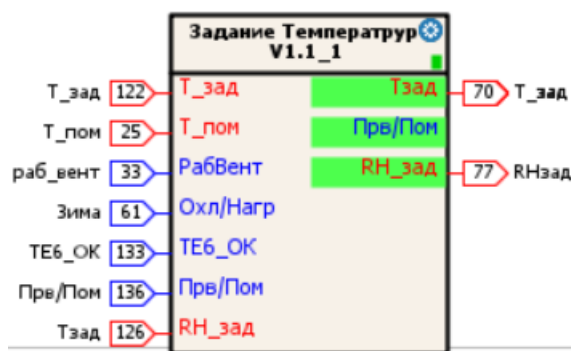 Задание Температрур
V1.1_1
Т_зад 122 Т_зад Тзад 70 Т_зад
Т_пом 25 Т_пом Прв/Пом
раб_вент 33 РабВент RH_зад 77 RHзад
Зима 61 Охл/Нагр
ТЕ6_ОК 133 ТЕ6_ОК
Прв/Пом 136 Прв/Пом
Тзад 126 RH_зад